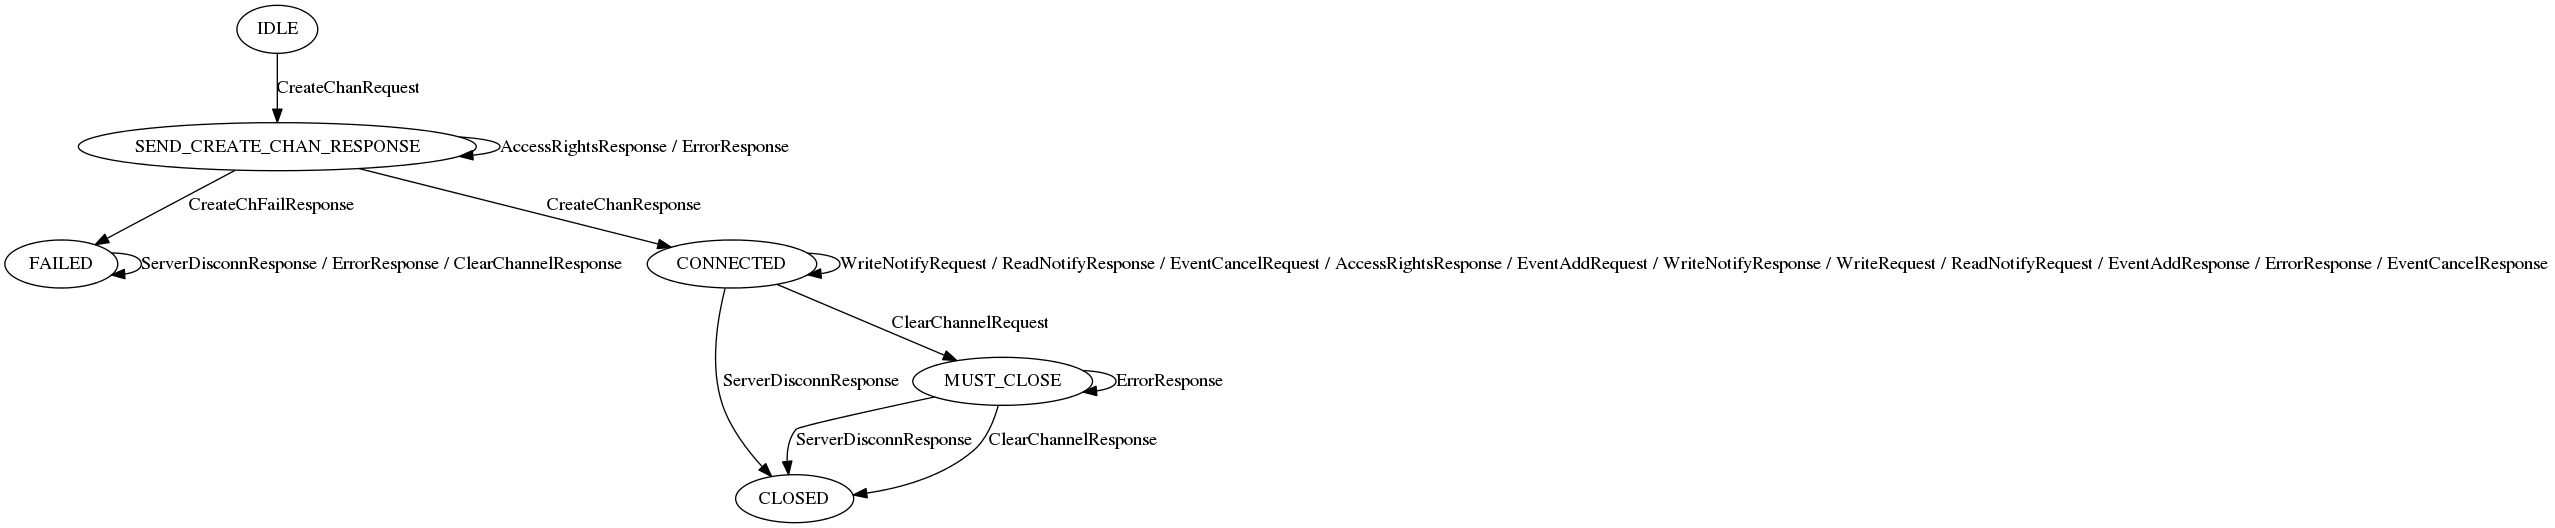 IDLE
CreateChanRequest
SEND_CREATE_CHAN_RESPONSE
AccessRightsResponse / ErrorResponse
CreateChFailResponse
CreateChanResponse
FAILED
ServerDisconnResponse / ErrorResponse / ClearChannelResponse
CONNECTED
WriteNotifyRequest / ReadNotifyResponse / EventCancelRequest / AccessRightsResponse / EventAddRequest / WriteNotifyResponse / WriteRequest / ReadNotifyRequest / EventAddResponse / ErrorResponse / EventCancelResponse
ClearChannelRequest
ServerDisconnResponse
MUST_CLOSE
ErrorResponse
ServerDisconnResponse
ClearChannelResponse
CLOSED